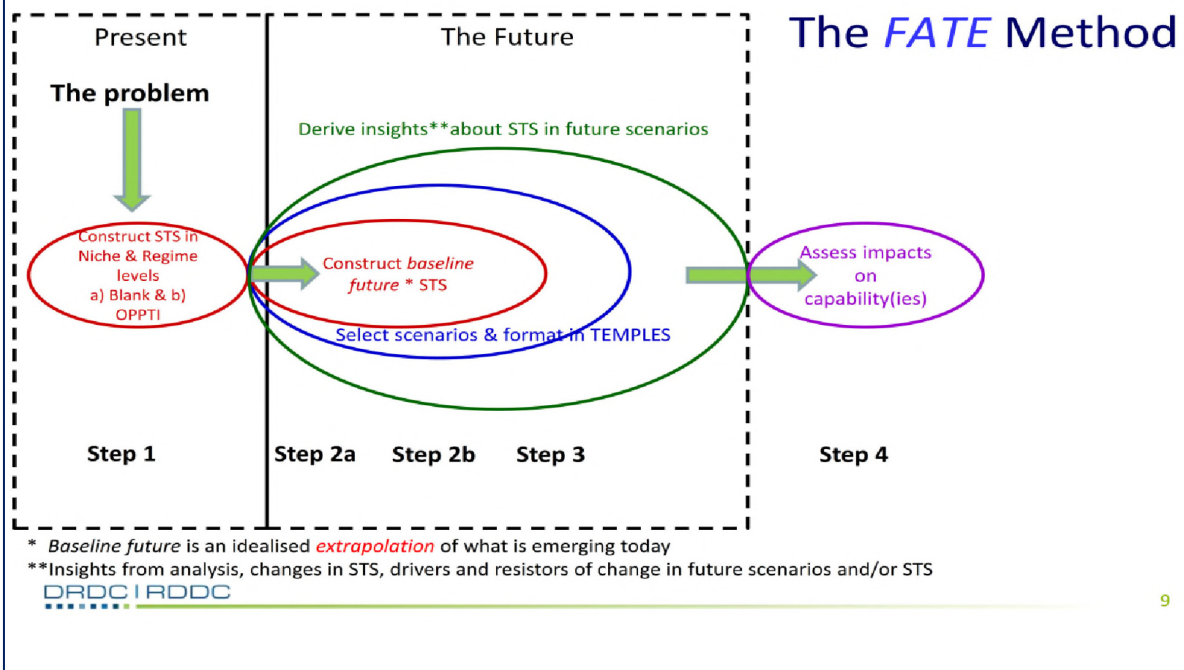 The FATE Method
Present
The Future
The problem
Derive insights**about STS in future scenarios
Construct STS in
Niche & Regime
levels
a) Blank & b)
OPPTI
Construct baseline
future * STS
Select scenarios & format in TEMPLES
Assess impacts
on
capability(ies)
Step 1
Step 2a
Step 2b
Step 3
Step 4
* Baseline future is an idealised extrapolation of what is emerging today
**Insights from analysis, changes in STS, drivers and resistors of change in future scenarios and/or STS
DRDC | RDDC
9